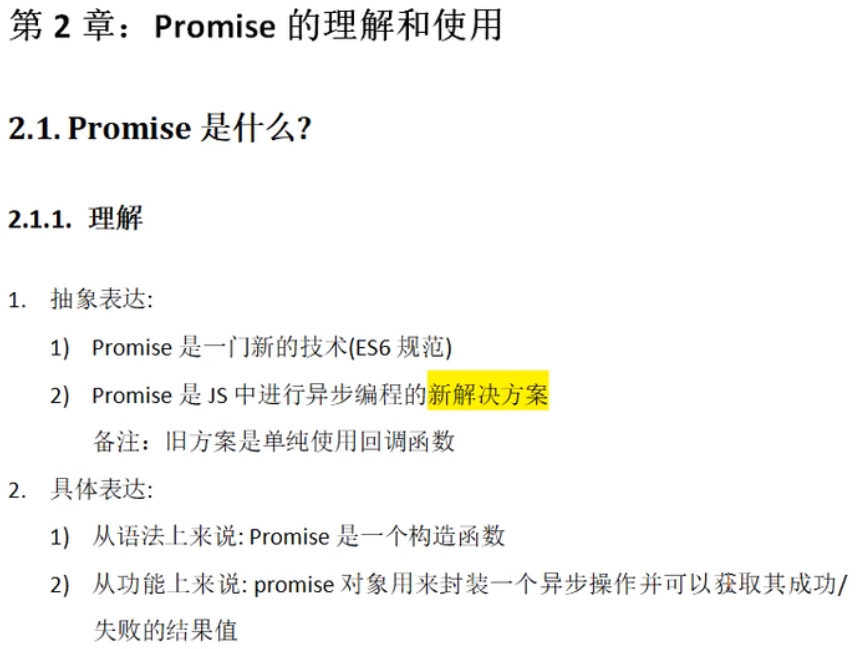 第 2 章：Promise 的理解和使用
2.1. Promise 是什么?
2.1.1. 理解
1. 抽象表达:
1) Promise 是一门新的技术(ES6 规范)
2) Promise 是 JS 中进行异步编程的新解决方案
备注：旧方案是单纯使用回调函数
2. 具体表达:
1) 从语法上来说: Promise 是一个构造函数
2) 从功能上来说: promise 对象用来封装一个异步操作并可以获取其成功/
失败的结果值